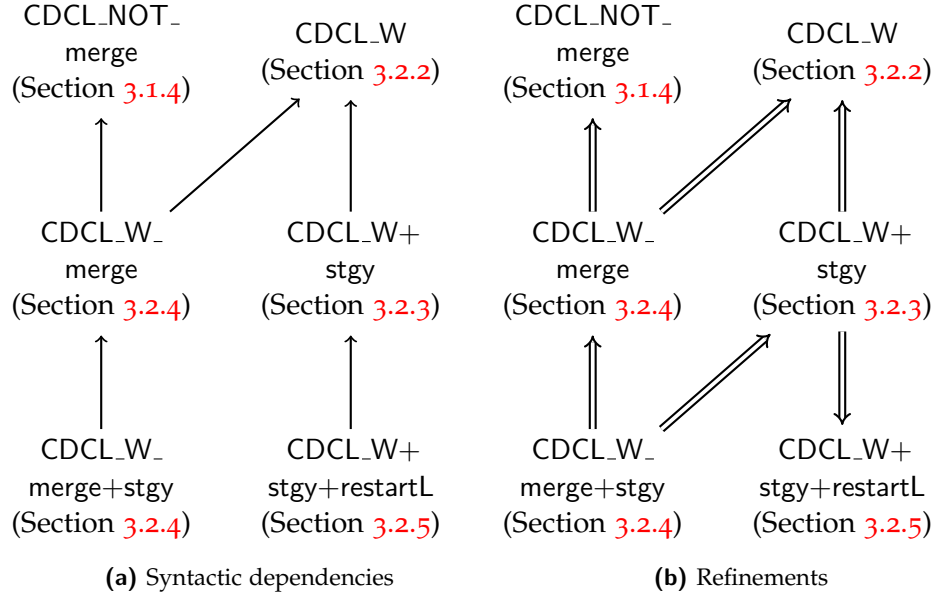 CDCL_NOT_
merge
(Section 3.1.4)
CDCL_W
(Section 3.2.2)
CDCL_W_
merge
(Section 3.2.4)
CDCL_W+
stgy
(Section 3.2.3)
CDCL_W_
merge+stgy
(Section 3.2.4)
CDCL_W+
stgy+restartL
(Section 3.2.5)
(a) Syntactic dependencies
CDCL_NOT_
merge
(Section 3.1.4)
CDCL_W
(Section 3.2.2)
CDCL_W_
merge
(Section 3.2.4)
CDCL_W+
stgy
(Section 3.2.3)
CDCL_W_
merge+stgy
(Section 3.2.4)
CDCL_W+
stgy+restartL
(Section 3.2.5)
(b) Refinements